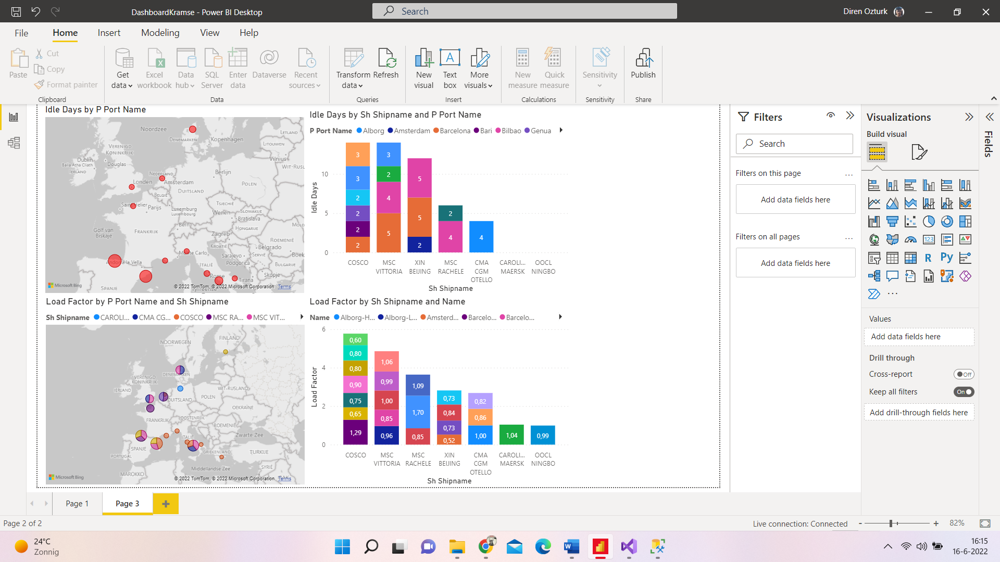 DashboardKramse - Power BI Desktop
Search
Diren Ozturk
File Home Insert Modeling View Help
Paste
Cut
Copy
Format painter
Clipboard
Get data
Excel workbook
Data hub
SQL Server
Enter data
Dataverse
Recent sources
Data
Transform data
Refresh
Queries
New visual
Text box
More visuals
Insert
New measure
Quick measure
Calculations
Sensitivity
Sensitivity
Publish
Share
Idle Days by P Port Name
Noordzee
DENEMARKEN
Kopenhagen
LETLAND
LITOUWEN
VERENIGD KONINKRIJK
Dublin
Baila Átha Cliath
IERLAND
Douglas
Vilnius
WIT-RUSL
Berlijn
NEDERLAND
Londen
Amsterdam
DUITSLAND
POLEN
BELGIË
Parijs
Luxemburg
Luxembourg
TSJECHIË
Wenen
SLOWAKIJE
Bratislava
Bern
HONGARIJE
MOLD
Golf van Biskaje
FRANKRIJK
Zagreb
ROEMENIË
KROATIË
Belgrado
Monte Carlo
Sarajevo
SERVIË
Boek
Andorra la Vella
ITALIË
Podgorica
BULGARIJE
Rome
Skopje
Tirana
SPANJE
Tyrreense
Microsoft Bing
© 2022 TomTom, © 2022 Microsoft Corporation Terms
Idle Days by Sh Shipname and P Port Name
P Port Name Alborg Amsterdam Barcelona Bari Bilbao Genua
Idle Days
10
5
0
3
3
2
2
2
2
3
2
4
5
5
5
2
2
4
4
COSCO
MSC VITTORIA
XIN BEIJING
MSC RACHELE
CMA CGM OTELLO
CAROLI... MAERSK
OOCL NINGBO
Sh Shipname
Load Factor by P Port Name and Sh Shipname
Sh Shipname CAROLI... CMA CG... COSCO MSC RA... MSC VIT...
NOORWEGEN
FINLAND
DENEMARKEN
VERENIGD KONINKRIJK
IERLAND
WIT-RUSLAND
DUITSLAND
POLEN
OEKRAÏNE
FRANKRIJK
OOSTENRIJK
ROEMENIË
ITALIË
Zwarte Zee
SPANJE
PORTUGAL
GRIEKENLAND
TURKIJE
Middellandse Zee
SYRIË
MAROKKO
IRAK
Microsoft Bing
© 2022 TomTom, © 2022 Microsoft Corporation Terms
Load Factor by Sh Shipname and Name
Name Alborg-H... Alborg-L... Amsterd... Barcelo... Barcelo...
Load Factor
6
4
2
0
0,60
0,80
0,80
0,90
0,75
0,65
1,29
1,06
0,99
1,00
0,85
0,96
1,09
1,70
0,85
0,73
0,84
0,73
0,52
0,82
0,86
1,00
1,04
0,99
COSCO
MSC VITTORIA
MSC RACHELE
XIN BEIJING
CMA CGM OTELLO
CAROLI... MAERSK
OOCL NINGBO
Sh Shipname
Filters
Search
Filters on this page ...
Add data fields here
Filters on all pages ...
Add data fields here
Visualizations
Build visual
123
R
Py
...
Values
Add data fields here
Drill through
Cross-report Off
Keep all filters On
Add drill-through fields here
Fields
Page 1
Page 3
Page 2 of 2
Live connection: Connected
- + 82%
24°C
Zonnig
16:15
16-6-2022